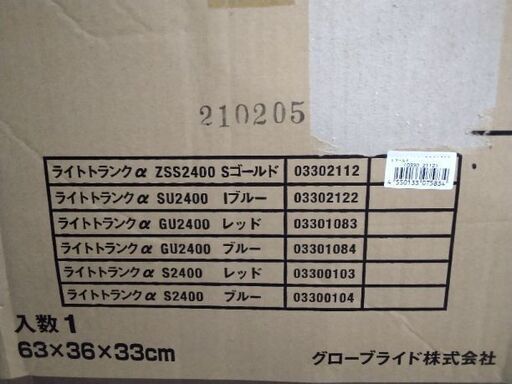 210205
ライトトランクα ZSS2400 Sゴールド 03302112
ライトトランクα SU2400 Iブルー 03302122
ライトトランクα GU2400 レッド 03301083
ライトトランクα GU2400 ブルー 03301084
ライトトランクα S2400 レッド 03300103
ライトトランクα S2400 ブルー 03300104
4550133075834
入数1
63×36×33cm
グローブライド株式会社